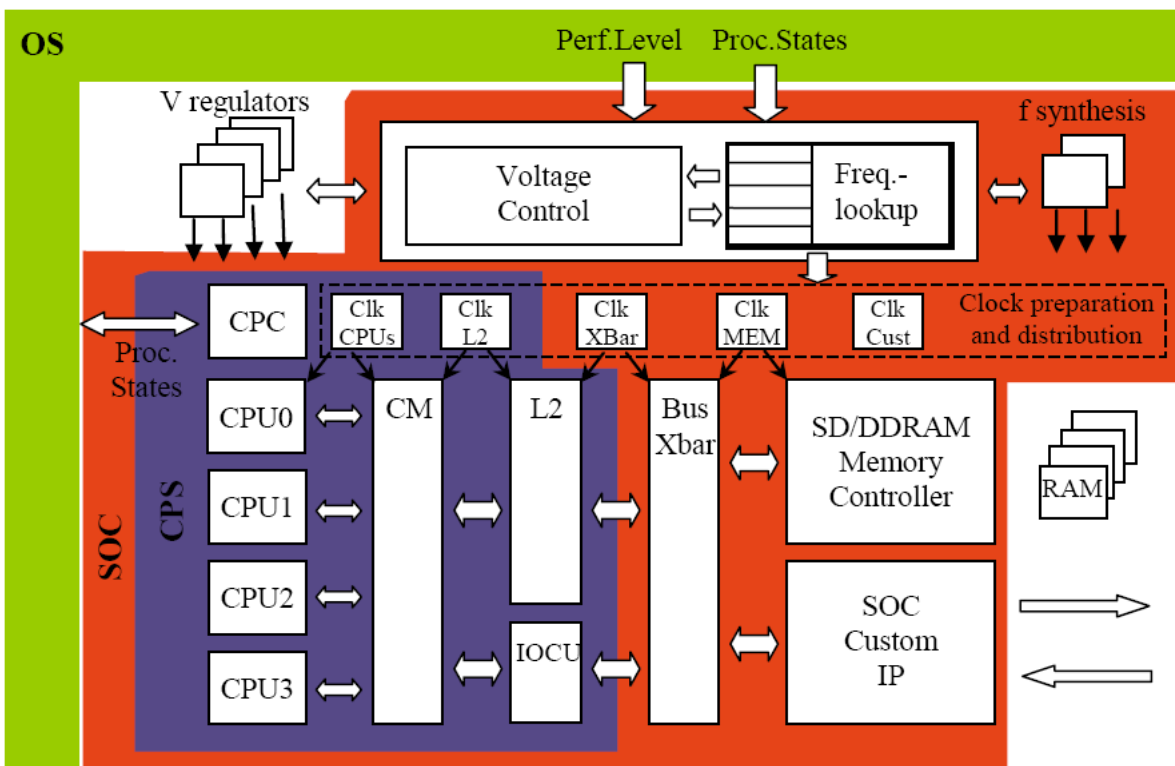 OS
Perf.Level
Proc.States
V regulators
f synthesis
Voltage
Control
Freq.-
lookup
CPC
Clk
CPUs
Clk
L2
Clk
XBar
Clk
MEM
Clk
Cust
Clock preparation
and distribution
Proc.
States
CPU0
CM
L2
Bus
Xbar
SD/DDRAM
Memory
Controller
RAM
SOC
CPS
CPU1
CPU2
CPU3
IOCU
SOC
Custom
IP